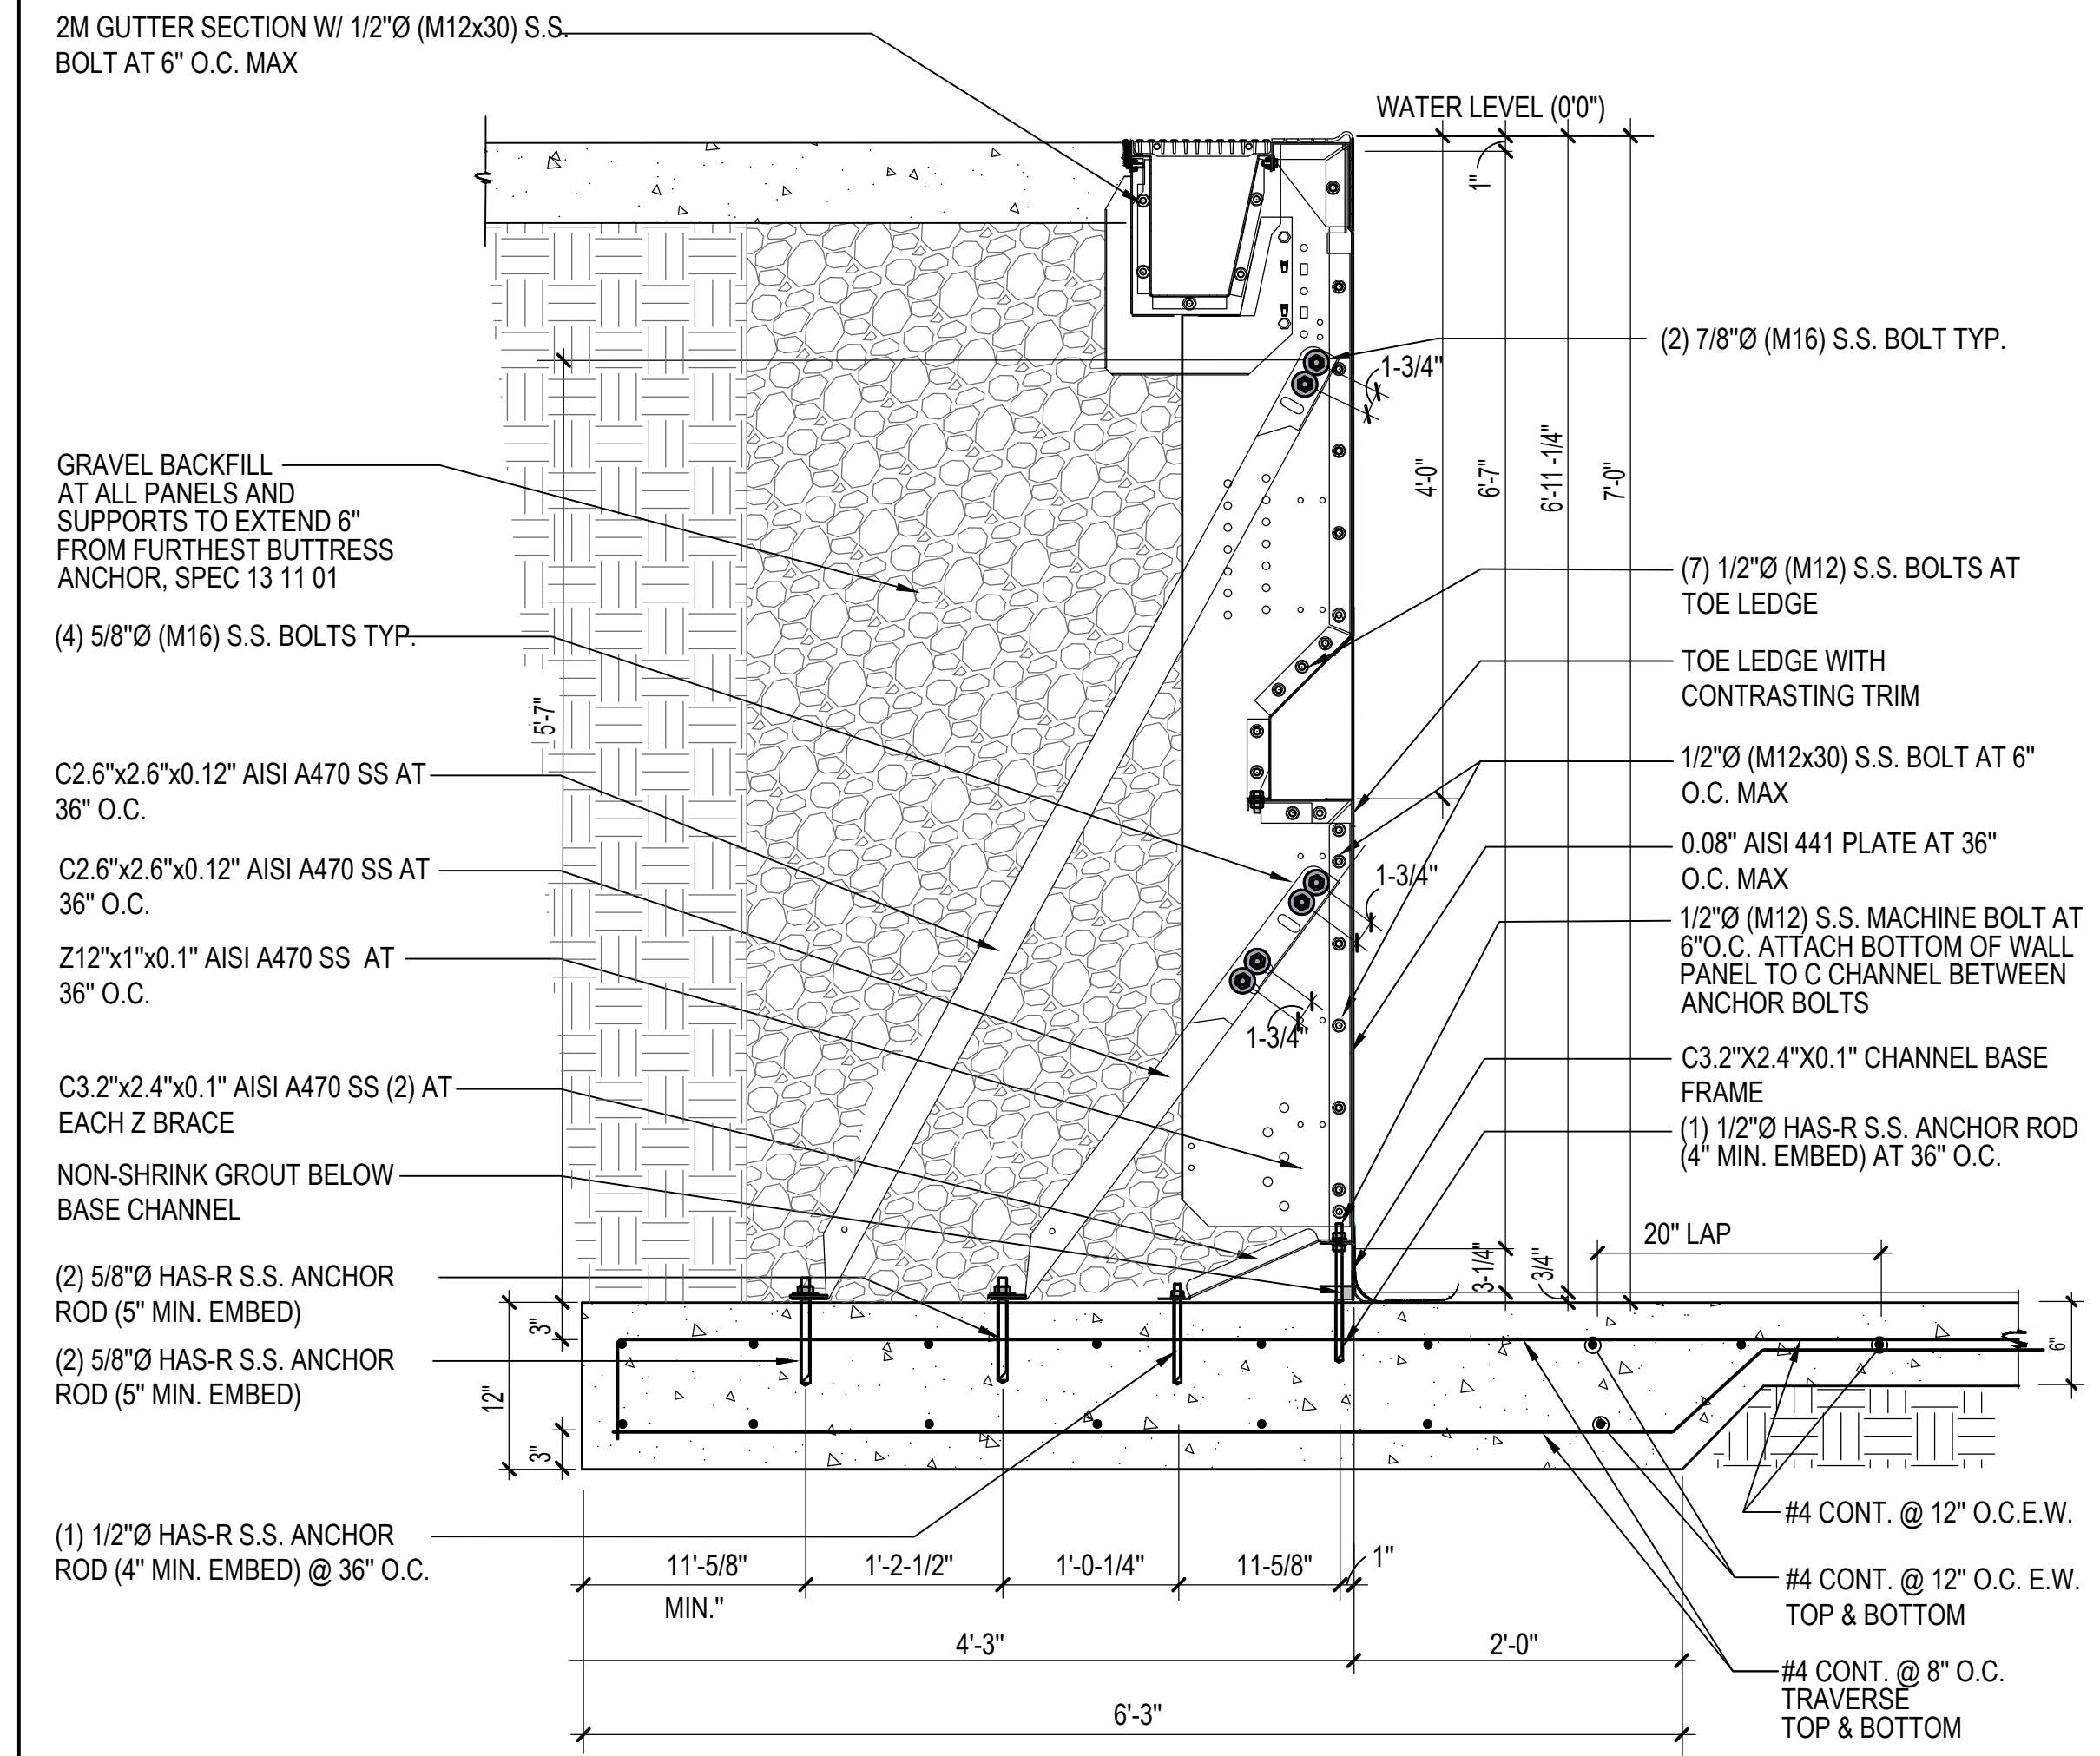 2M GUTTER SECTION W/ 1/2"Ø (M12x30) S.S.
BOLT AT 6" O.C. MAX
WATER LEVEL (0'0")
1"
(2) 7/8"Ø (M16) S.S. BOLT TYP.
1-3/4"
4'-0"
6'-7"
6'-11 -1/4"
7'-0"
GRAVEL BACKFILL
AT ALL PANELS AND
SUPPORTS TO EXTEND 6"
FROM FURTHEST BUTTRESS
ANCHOR, SPEC 13 11 01
(4) 5/8"Ø (M16) S.S. BOLTS TYP.
5'-7"
C2.6"x2.6"x0.12" AISI A470 SS AT
36" O.C.
C2.6"x2.6"x0.12" AISI A470 SS AT
36" O.C.
Z12"x1"x0.1" AISI A470 SS AT
36" O.C.
C3.2"x2.4"x0.1" AISI A470 SS (2) AT
EACH Z BRACE
NON-SHRINK GROUT BELOW
BASE CHANNEL
(2) 5/8"Ø HAS-R S.S. ANCHOR
ROD (5" MIN. EMBED)
(2) 5/8"Ø HAS-R S.S. ANCHOR
ROD (5" MIN. EMBED)
(1) 1/2"Ø HAS-R S.S. ANCHOR
ROD (4" MIN. EMBED) @ 36" O.C.
(7) 1/2"Ø (M12) S.S. BOLTS AT
TOE LEDGE
TOE LEDGE WITH
CONTRASTING TRIM
1/2"Ø (M12x30) S.S. BOLT AT 6"
O.C. MAX
0.08" AISI 441 PLATE AT 36"
O.C. MAX
1/2"Ø (M12) S.S. MACHINE BOLT AT
6"O.C. ATTACH BOTTOM OF WALL
PANEL TO C CHANNEL BETWEEN
ANCHOR BOLTS
C3.2"X2.4"X0.1" CHANNEL BASE
FRAME
(1) 1/2"Ø HAS-R S.S. ANCHOR ROD
(4" MIN. EMBED) AT 36" O.C.
1-3/4"
1-3/4"
20" LAP
3-1/4"
3/4"
3"
12"
3"
6"
#4 CONT. @ 12" O.C.E.W.
#4 CONT. @ 12" O.C. E.W.
TOP & BOTTOM
#4 CONT. @ 8" O.C.
TRAVERSE
TOP & BOTTOM
11'-5/8"
MIN."
1'-2-1/2"
1'-0-1/4"
11-5/8"
1"
4'-3"
2'-0"
6'-3"